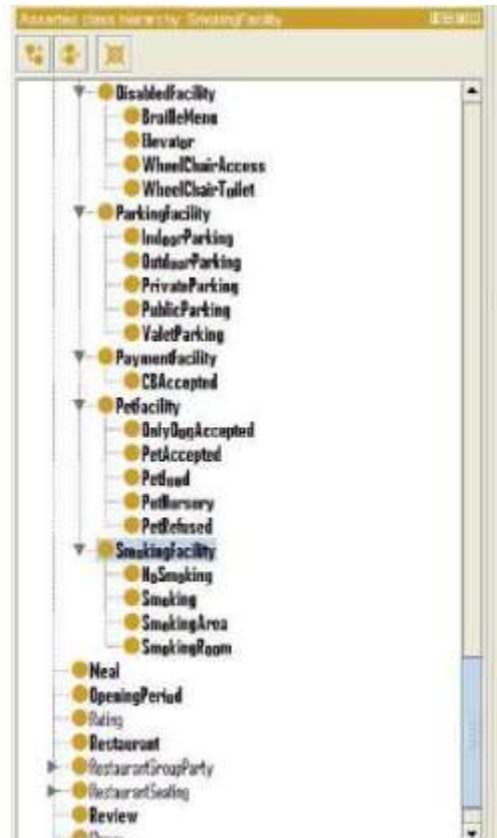 Asserted class hierarchy: SmokingFacility
DisabledFacility
BrailleMenu
Elevator
WheelChairAccess
WheelChairToilet
ParkingFacility
IndoorParking
OutdoorParking
PrivateParking
PublicParking
ValetParking
PaymentFacility
CBAccepted
PetFacility
OnlyDogAccepted
PetAccepted
PetFood
PetNursery
PetRefused
SmokingFacility
NoSmoking
Smoking
SmokingArea
SmokingRoom
OpeningPeriod
Rating
Restaurant
RestaurantGroupParty
RestaurantSeating
Review